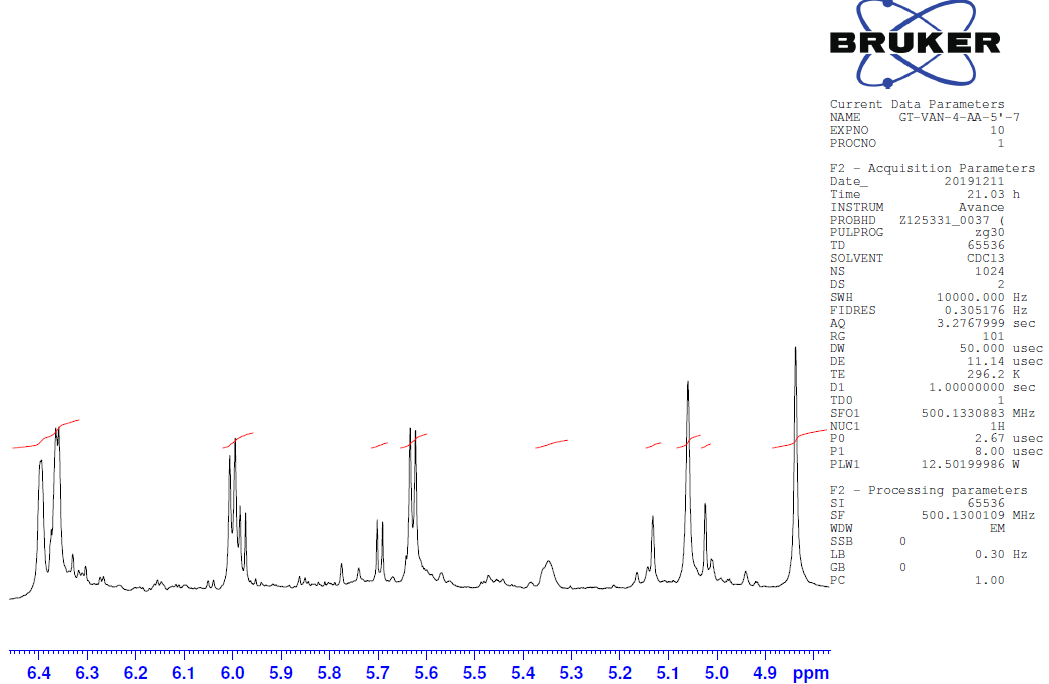 BRUKER
Current Data Parameters
NAME GT-VAN-4-AA-5'-7
EXPNO 10
PROCNO 1
F2 - Acquisition Parameters
Date_ 20191211
Time 21.03 h
INSTRUM Avance
PROBHD Z125331_0037 (
PULPROG zg30
TD 65536
SOLVENT CDCl3
NS 1024
DS 2
SWH 10000.000 Hz
FIDRES 0.305176 Hz
AQ 3.2767999 sec
RG 101
DW 50.000 usec
DE 11.14 usec
TE 296.2 K
D1 1.00000000 sec
TD0 1
SFO1 500.1330883 MHz
NUC1 1H
P0 2.67 usec
P1 8.00 usec
PLW1 12.50199986 W
F2 - Processing parameters
SI 65536
SF 500.1300109 MHz
WDW EM
SSB 0
LB 0.30 Hz
GB 0
PC 1.00
6.4 6.3 6.2 6.1 6.0 5.9 5.8 5.7 5.6 5.5 5.4 5.3 5.2 5.1 5.0 4.9 ppm